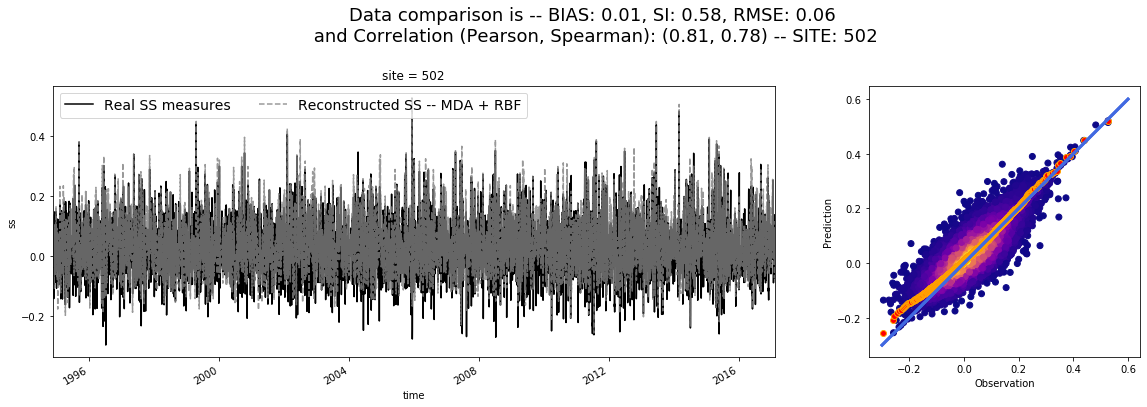 Data comparison is -- BIAS: 0.01, SI: 0.58, RMSE: 0.06
and Correlation (Pearson, Spearman): (0.81, 0.78) -- SITE: 502
site = 502
Real SS measures
Reconstructed SS -- MDA + RBF
ss
0.4
0.2
0.0
−0.2
1996
2000
2004
2008
2012
2016
time
Prediction
0.6
0.4
0.2
0.0
−0.2
−0.2
0.0
0.2
0.4
0.6
Observation